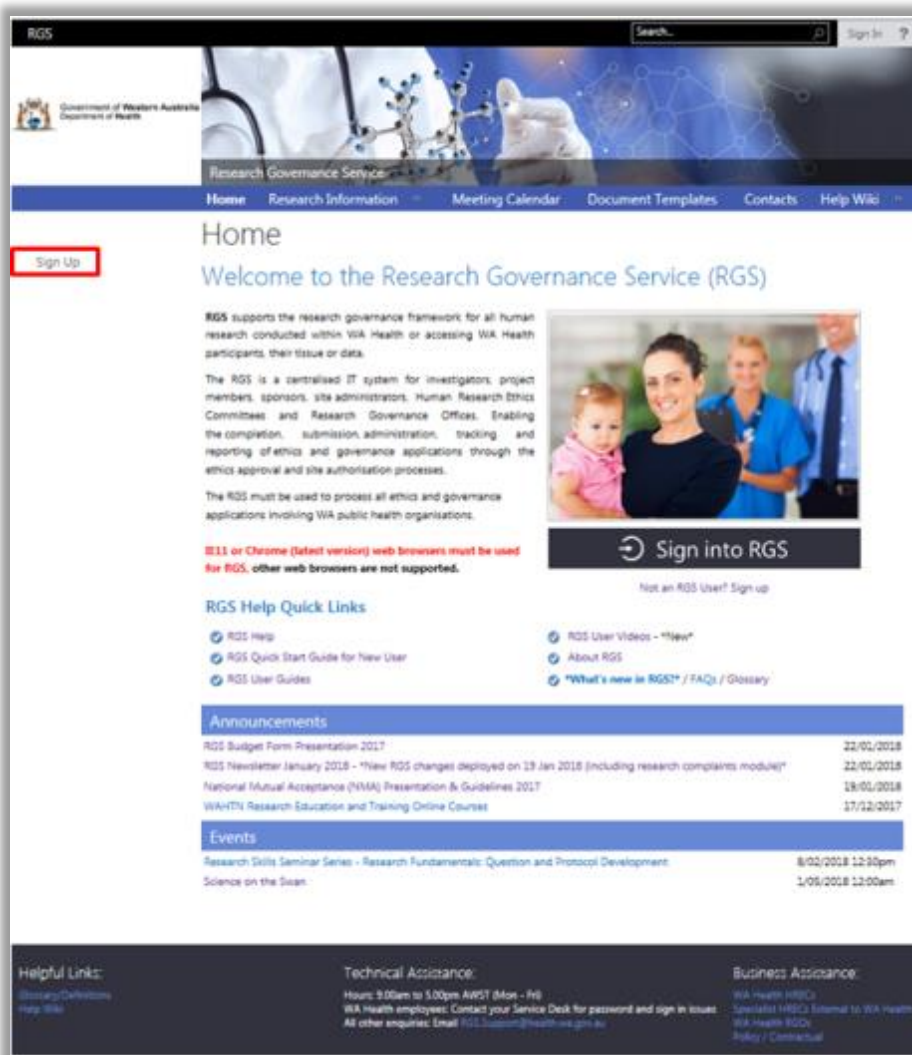 RGS
Search...
Sign In ?
Government of Western Australia
Department of Health
Research Governance Service
Home Research Information Meeting Calendar Document Templates Contacts Help Wiki
Sign Up
Home
Welcome to the Research Governance Service (RGS)
RGS supports the research governance framework for all human
research conducted within WA Health or accessing WA Health
participants, their tissue or data.
The RGS is a centralised IT system for investigators, project
members, sponsors, site administrators, Human Research Ethics
Committees and Research Governance Offices. Enabling
the completion, submission, administration, tracking and
reporting of ethics and governance applications through the
ethics approval and site authorisation processes.
The RGS must be used to process all ethics and governance
applications involving WA public health organisations.
IE11 or Chrome (latest version) web browsers must be used
for RGS, other web browsers are not supported.
Sign into RGS
Not an RGS User? Sign up
RGS Help Quick Links
RGS Help
RGS Quick Start Guide for New User
RGS User Guides
RGS User Videos - *New*
About RGS
*What's new in RGS?* / FAQs / Glossary
Announcements
RGS Budget Form Presentation 2017 22/01/2018
RGS Newsletter January 2018 - *New RGS changes deployed on 19 Jan 2018 (including research complaints module)* 22/01/2018
National Mutual Acceptance (NMA) Presentation & Guidelines 2017 19/01/2018
WAHTN Research Education and Training Online Courses 17/12/2017
Events
Research Skills Seminar Series - Research Fundamentals: Question and Protocol Development 8/02/2018 12:30pm
Science on the Swan 1/05/2018 12:00am
Helpful Links:
Glossary/Definitions
Help Wiki
Technical Assistance:
Hours: 9.00am to 5.00pm AWST (Mon - Fri)
WA Health employees: Contact your Service Desk for password and sign in issues
All other enquiries: Email RGS.Support@health.wa.gov.au
Business Assistance:
WA Health HRECs
Specialist HRECs External to WA Health
WA Health RGOs
Policy / Contractual